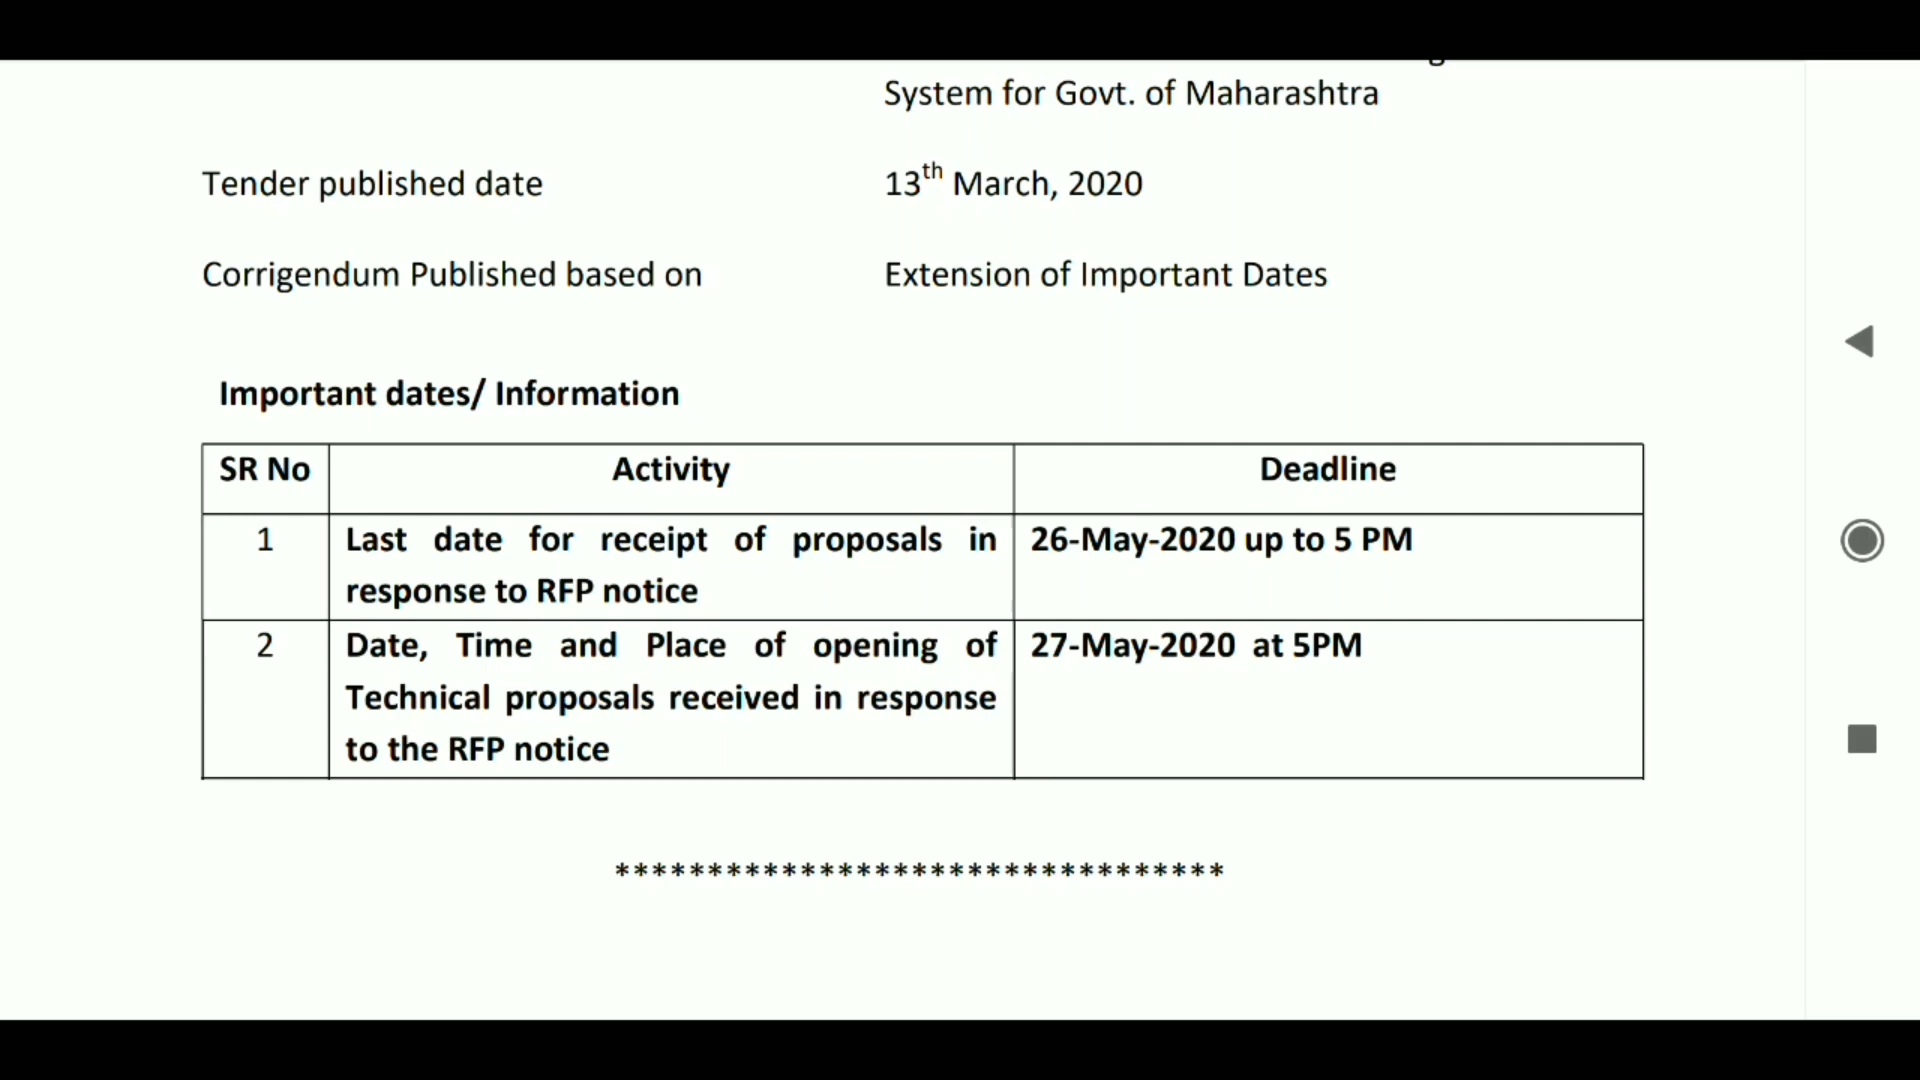 System for Govt. of Maharashtra
Tender published date 13th March, 2020
Corrigendum Published based on Extension of Important Dates
Important dates/ Information
SR No Activity Deadline
1 Last date for receipt of proposals in 26-May-2020 up to 5 PM
response to RFP notice
2 Date, Time and Place of opening of 27-May-2020 at 5PM
Technical proposals received in response
to the RFP notice
*********************************